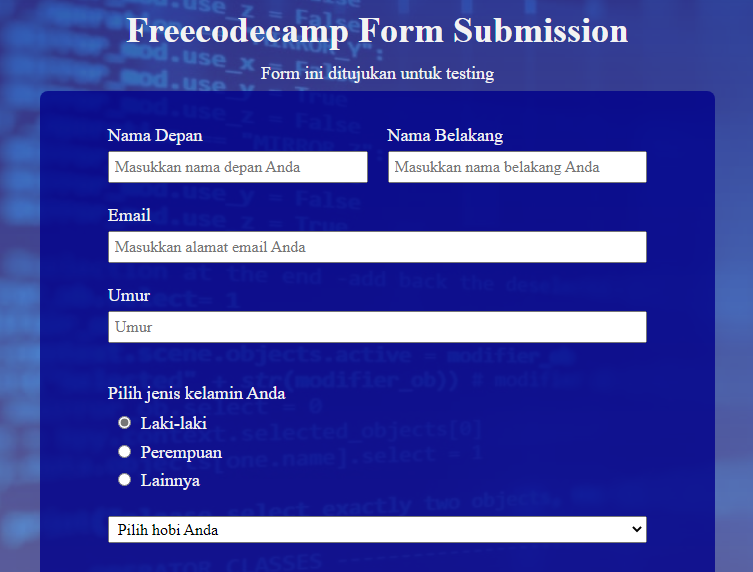 Freecodecamp Form Submission
Form ini ditujukan untuk testing
Nama Depan
Nama Belakang
Masukkan nama depan Anda
Masukkan nama belakang Anda
Email
Masukkan alamat email Anda
Umur
Umur
Pilih jenis kelamin Anda
Laki-laki
Perempuan
Lainnya
Pilih hobi Anda